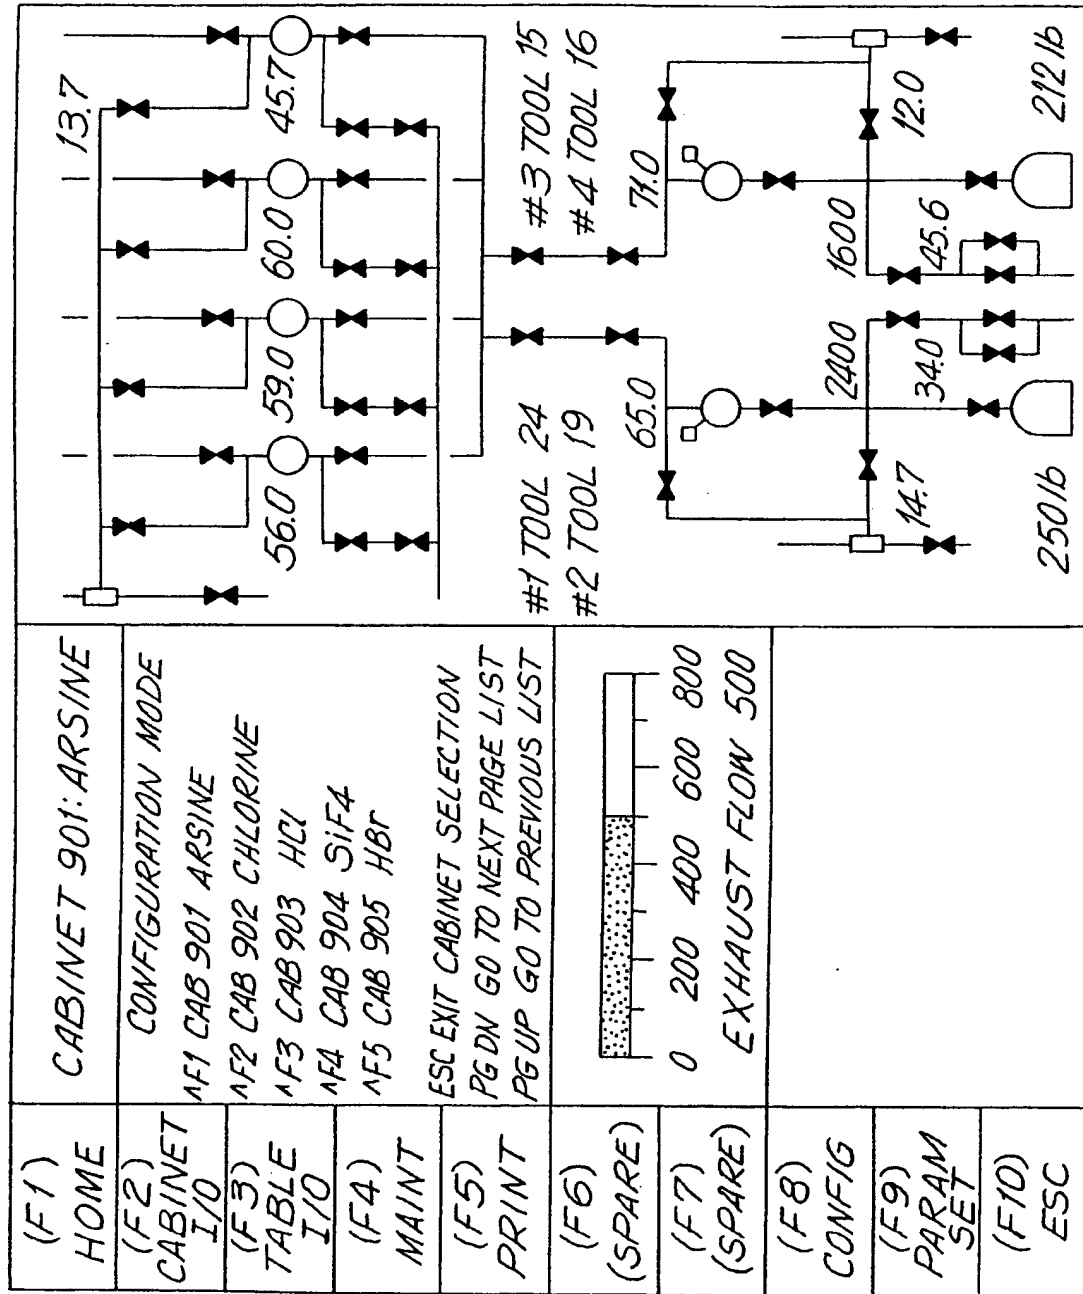 (F1)
HOME
(F2)
CABINET
I/O
(F3)
TABLE
I/O
(F4)
MAINT
(F5)
PRINT
(F6)
(SPARE)
(F7)
(SPARE)
(F8)
CONFIG
(F9)
PARAM
SET
(F10)
ESC
CABINET 901: ARSINE
CONFIGURATION MODE
^F1 CAB 901 ARSINE
^F2 CAB 902 CHLORINE
^F3 CAB 903 HCl
^F4 CAB 904 SiF4
^F5 CAB 905 HBr
ESC EXIT CABINET SELECTION
PG DN GO TO NEXT PAGE LIST
PG UP GO TO PREVIOUS LIST
0 200 400 600 800
EXHAUST FLOW 500
13.7
56.0 59.0 60.0 45.7
#1 TOOL 24
#2 TOOL 19
#3 TOOL 15
#4 TOOL 16
65.0 71.0
2400 1600
14.7 34.0 45.6 12.0
250 lb 212 lb